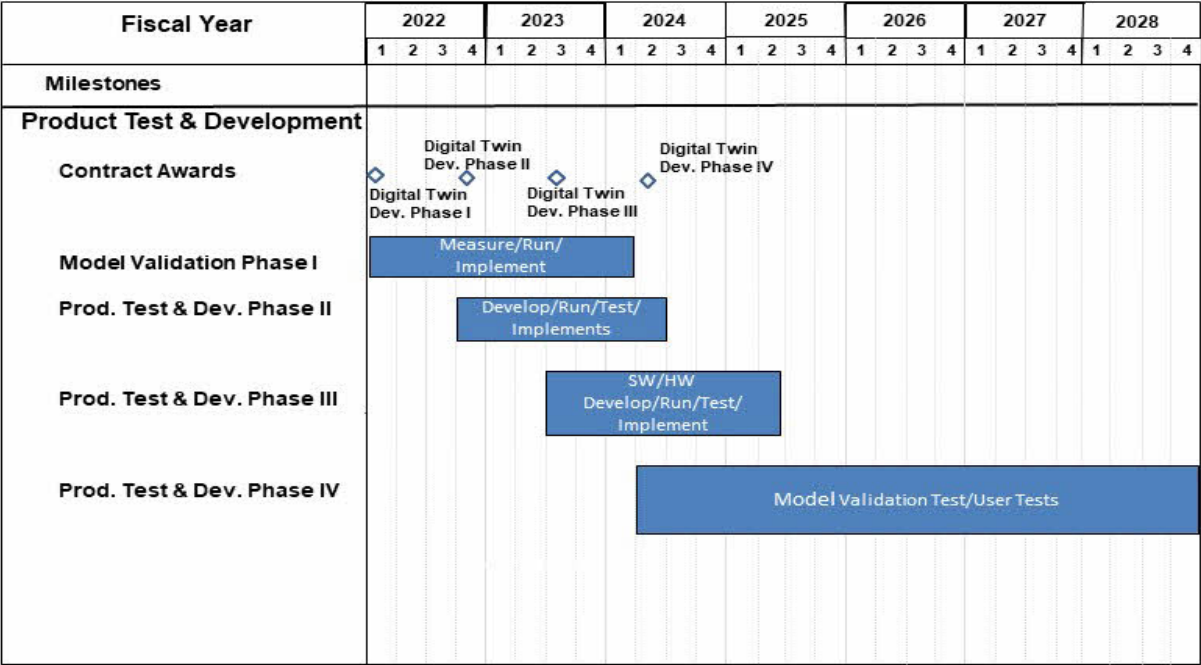 Fiscal Year 2022 2023 2024 2025 2026 2027 2028
1 2 3 4 1 2 3 4 1 2 3 4 1 2 3 4 1 2 3 4 1 2 3 4 1 2 3 4
Milestones
Product Test & Development
Contract Awards
Digital Twin
Dev. Phase I
Digital Twin
Dev. Phase II
Digital Twin
Dev. Phase III
Digital Twin
Dev. Phase IV
Model Validation Phase I
Measure/Run/
Implement
Prod. Test & Dev. Phase II
Develop/Run/Test/
Implements
Prod. Test & Dev. Phase III
SW/HW
Develop/Run/Test/
Implement
Prod. Test & Dev. Phase IV
Model Validation Test/User Tests